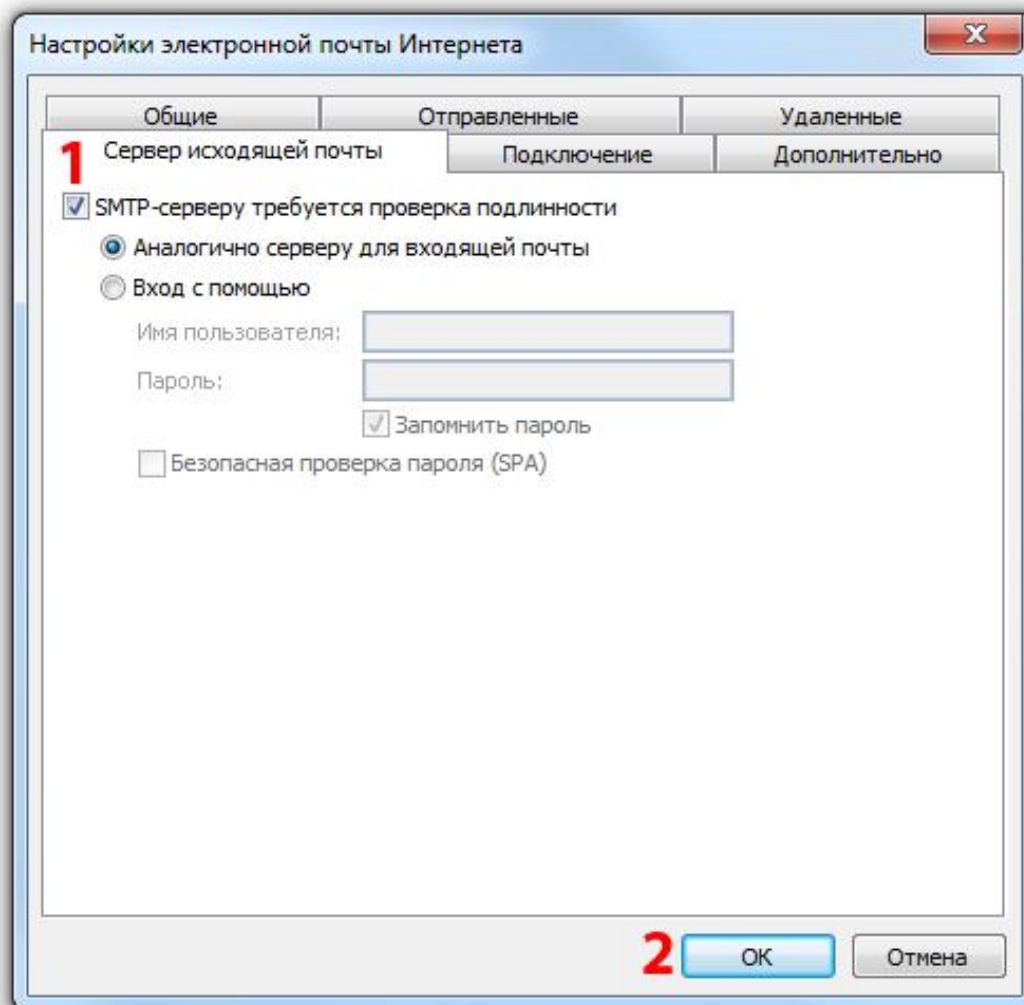 Настройки электронной почты Интернета
Общие Отправленные Удаленные
1 Сервер исходящей почты Подключение Дополнительно
SMTP-серверу требуется проверка подлинности
Аналогично серверу для входящей почты
Вход с помощью
Имя пользователя:
Пароль:
Запомнить пароль
Безопасная проверка пароля (SPA)
2 ОК Отмена